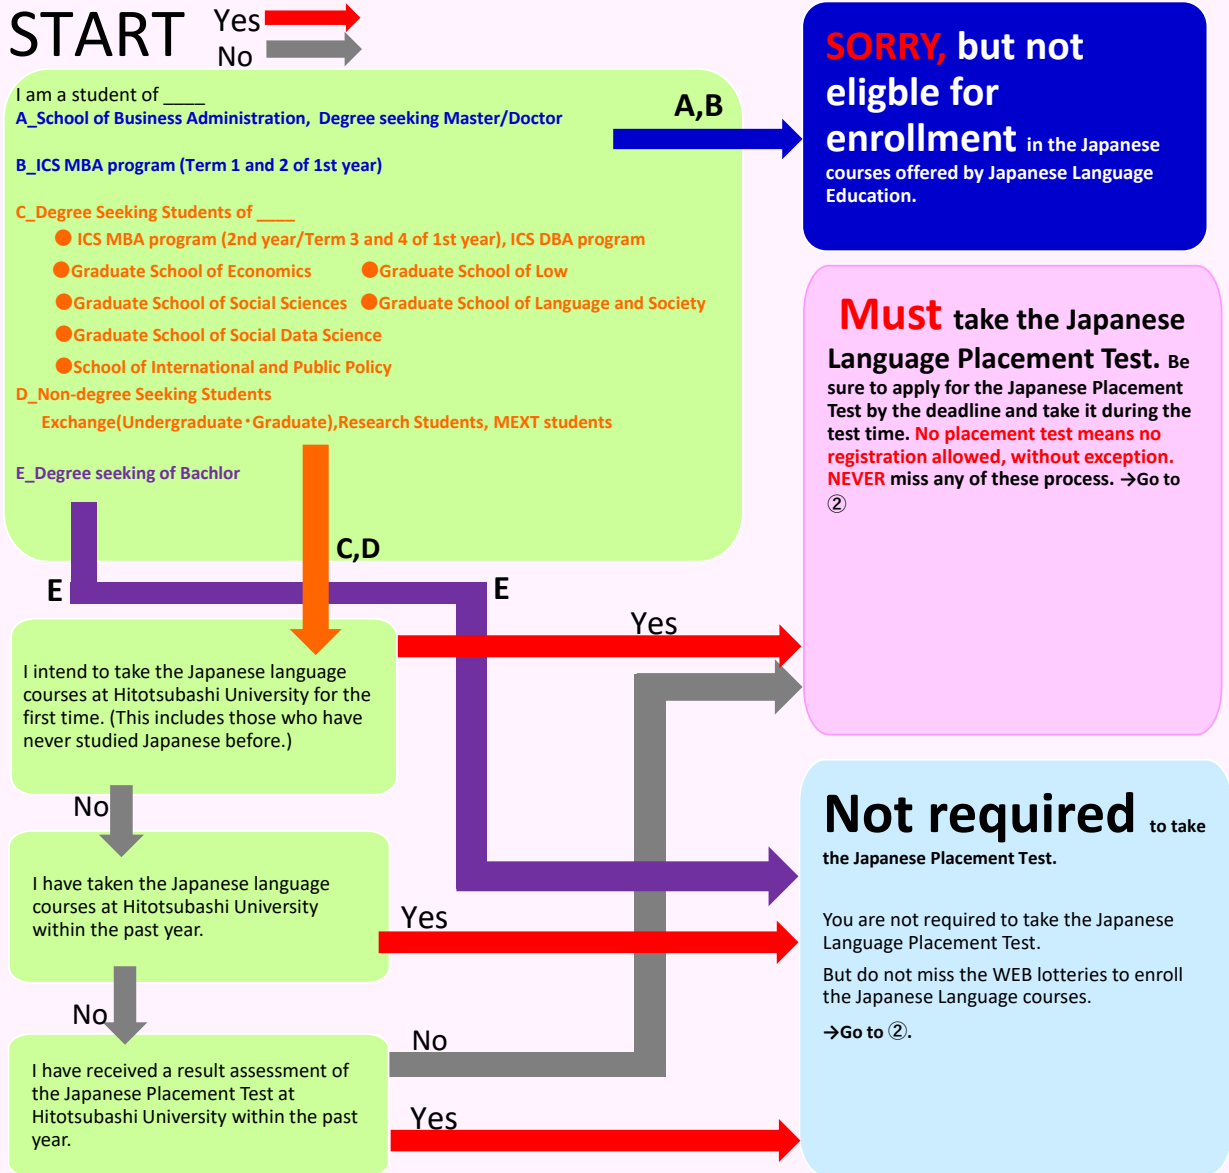 START
Yes
No
I am a student of ____
A_School of Business Administration, Degree seeking Master/Doctor
B_ICS MBA program (Term 1 and 2 of 1st year)
C_Degree Seeking Students of ____
● ICS MBA program (2nd year/Term 3 and 4 of 1st year), ICS DBA program
●Graduate School of Economics ●Graduate School of Low
●Graduate School of Social Sciences ●Graduate School of Language and Society
●Graduate School of Social Data Science
●School of International and Public Policy
D_Non-degree Seeking Students
Exchange(Undergraduate・Graduate),Research Students, MEXT students
E_Degree seeking of Bachlor
A,B
SORRY, but not
eligble for
enrollment in the Japanese
courses offered by Japanese Language
Education.
C,D
E
E
Must take the Japanese
Language Placement Test. Be
sure to apply for the Japanese Placement
Test by the deadline and take it during the
test time. No placement test means no
registration allowed, without exception.
NEVER miss any of these process. →Go to
②
I intend to take the Japanese language
courses at Hitotsubashi University for the
first time. (This includes those who have
never studied Japanese before.)
Yes
No
I have taken the Japanese language
courses at Hitotsubashi University
within the past year.
Yes
No
I have received a result assessment of
the Japanese Placement Test at
Hitotsubashi University within the past
year.
No
Yes
Not required to take
the Japanese Placement Test.
You are not required to take the Japanese
Language Placement Test.
But do not miss the WEB lotteries to enroll
the Japanese Language courses.
→Go to ②.